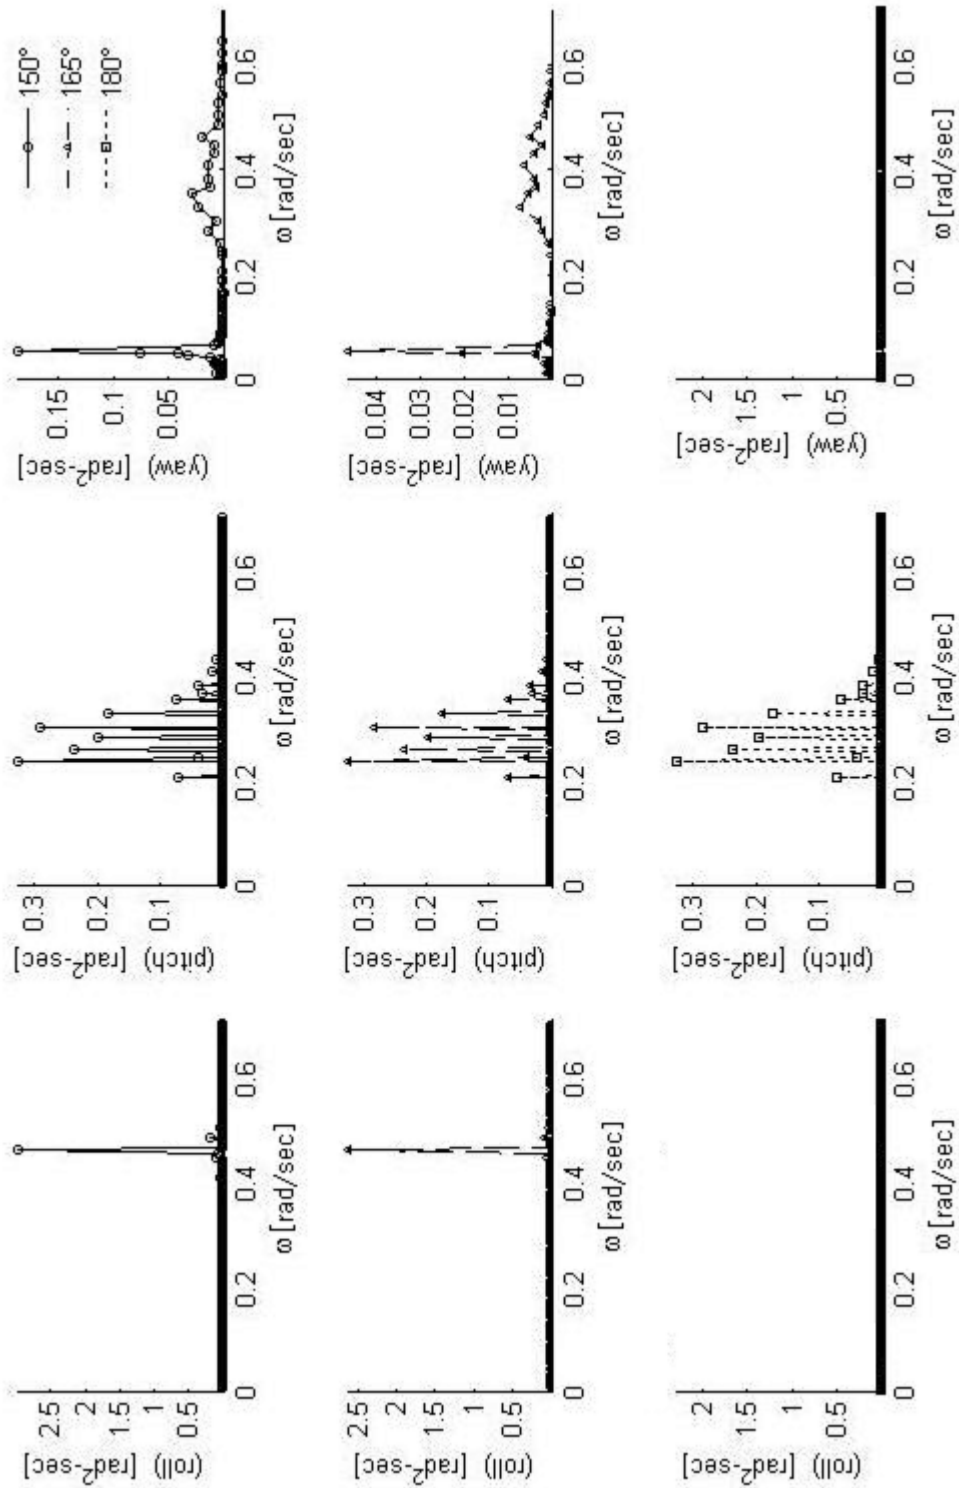 150°
165°
180°
(roll) [rad²-sec]
2.5
2
1.5
1
0.5
0 0.2 0.4 0.6
ω [rad/sec]
(pitch) [rad²-sec]
0.3
0.2
0.1
0 0.2 0.4 0.6
ω [rad/sec]
(yaw) [rad²-sec]
0.15
0.1
0.05
0 0.2 0.4 0.6
ω [rad/sec]
(roll) [rad²-sec]
2.5
2
1.5
1
0.5
0 0.2 0.4 0.6
ω [rad/sec]
(pitch) [rad²-sec]
0.3
0.2
0.1
0 0.2 0.4 0.6
ω [rad/sec]
(yaw) [rad²-sec]
0.04
0.03
0.02
0.01
0 0.2 0.4 0.6
ω [rad/sec]
(roll) [rad²-sec]
2
1.5
1
0.5
0 0.2 0.4 0.6
ω [rad/sec]
(pitch) [rad²-sec]
0.3
0.2
0.1
0 0.2 0.4 0.6
ω [rad/sec]
(yaw) [rad²-sec]
2
1.5
1
0.5
0 0.2 0.4 0.6
ω [rad/sec]